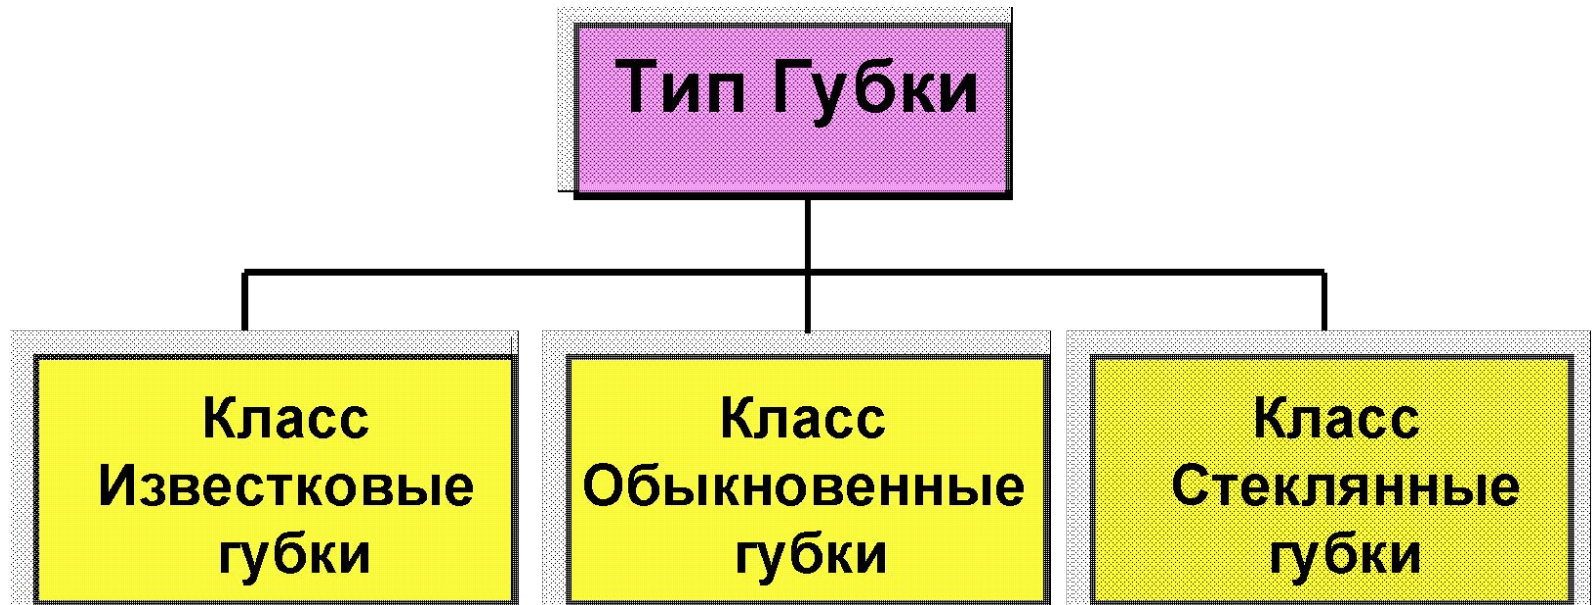 Тип Губки
Класс
Известковые
губки
Класс
Обыкновенные
губки
Класс
Стеклянные
губки